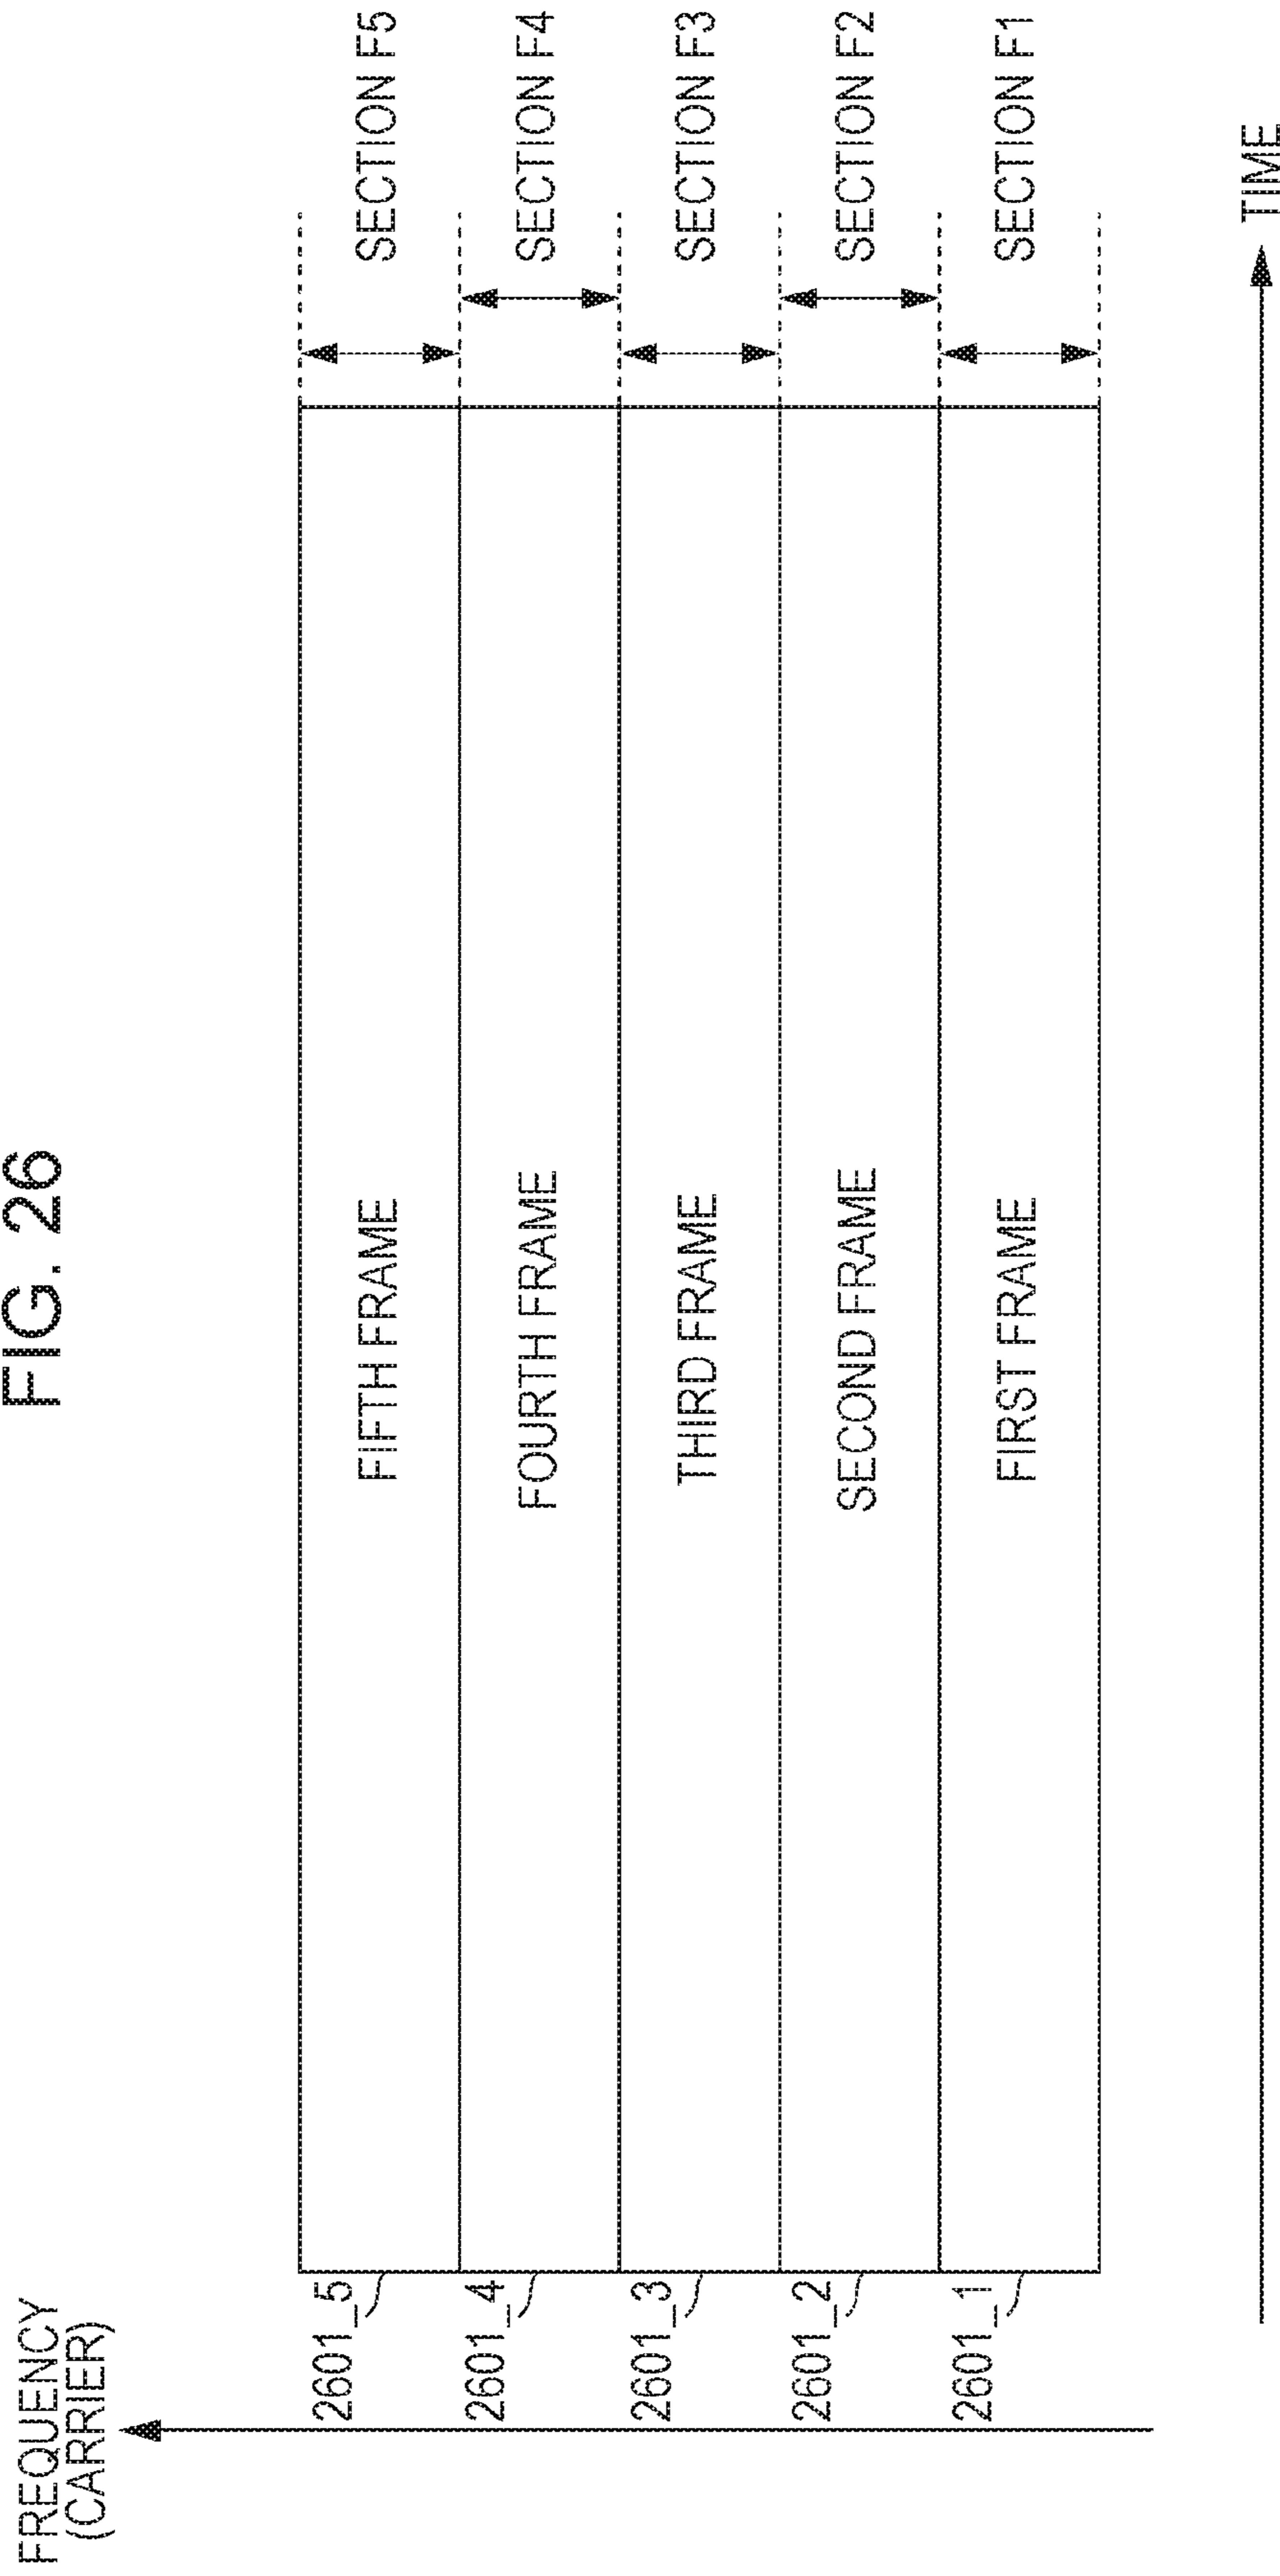 FIG. 26
FREQUENCY
(CARRIER)
2601_5
FIFTH FRAME
SECTION F5
2601_4
FOURTH FRAME
SECTION F4
2601_3
THIRD FRAME
SECTION F3
2601_2
SECOND FRAME
SECTION F2
2601_1
FIRST FRAME
SECTION F1
TIME